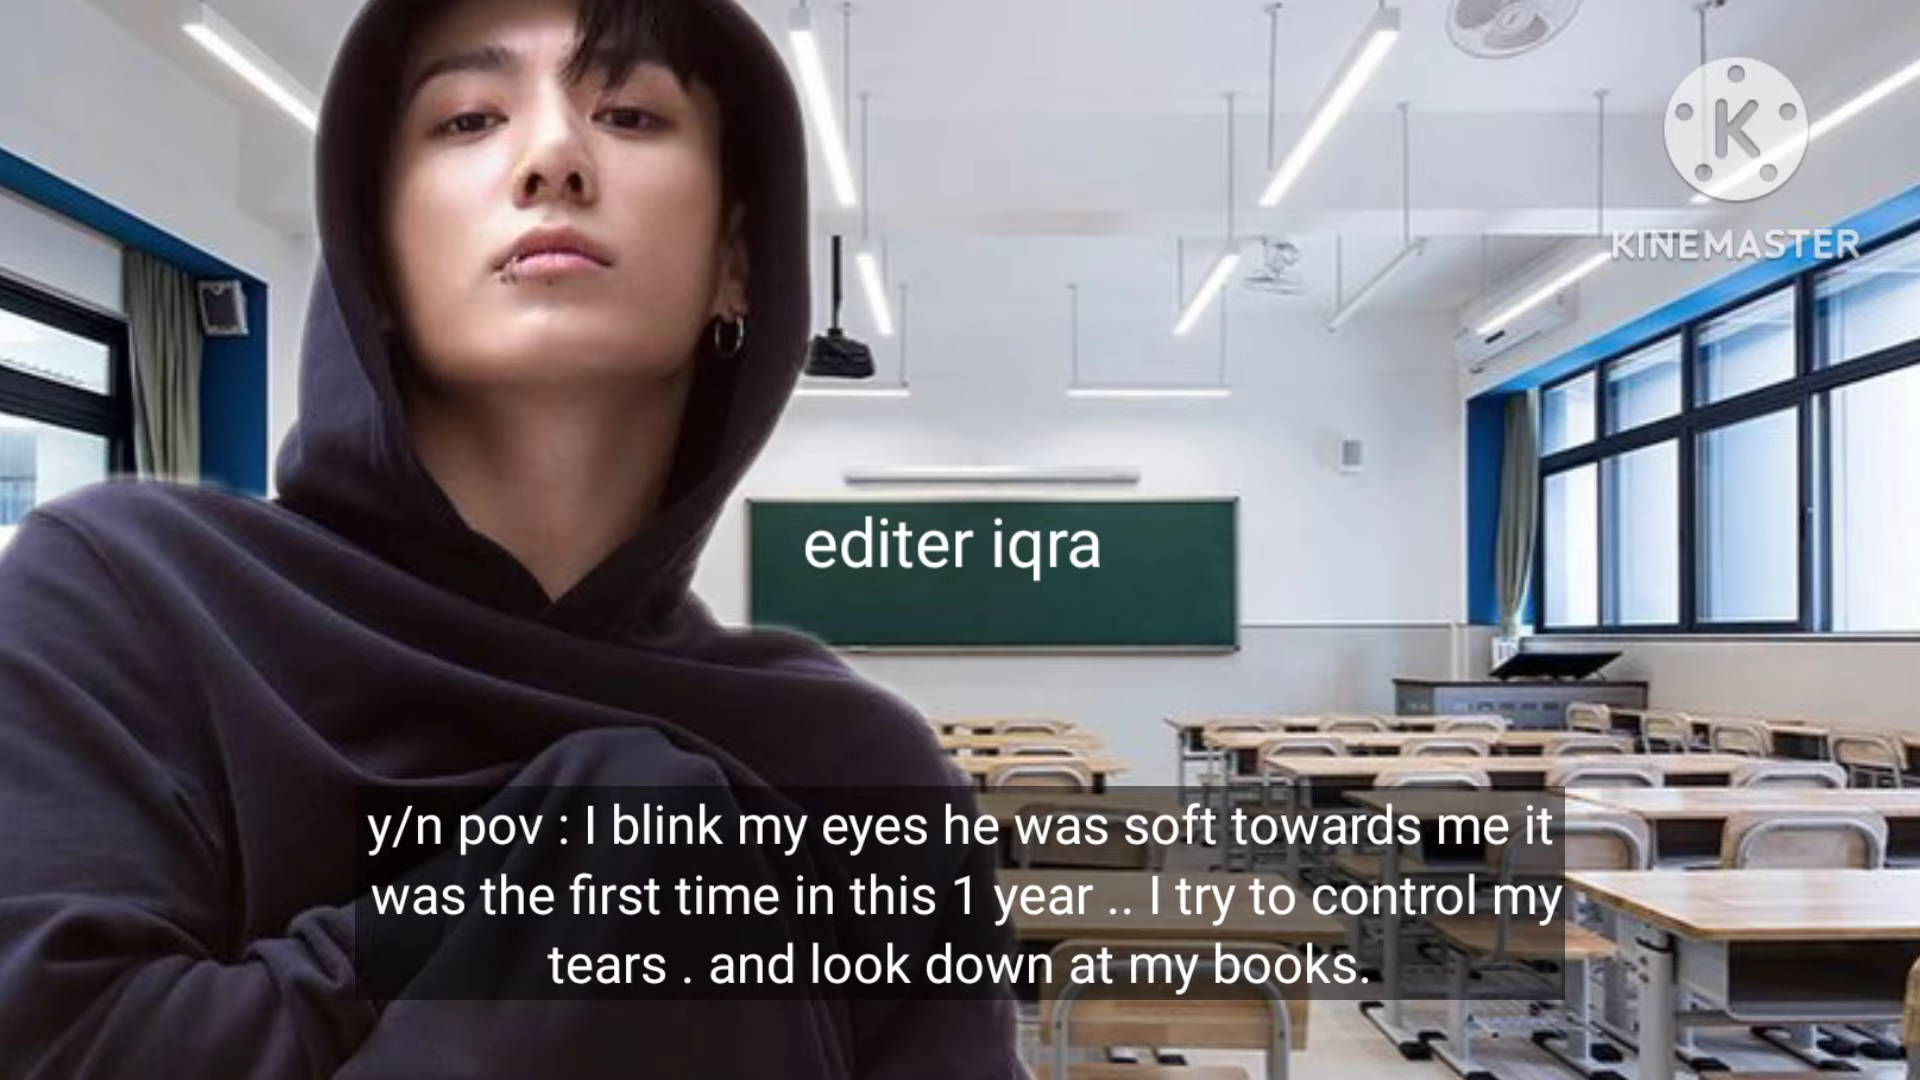 K
KINEMASTER
editer iqra
y/n pov : I blink my eyes he was soft towards me it
was the first time in this 1 year .. I try to control my
tears . and look down at my books.